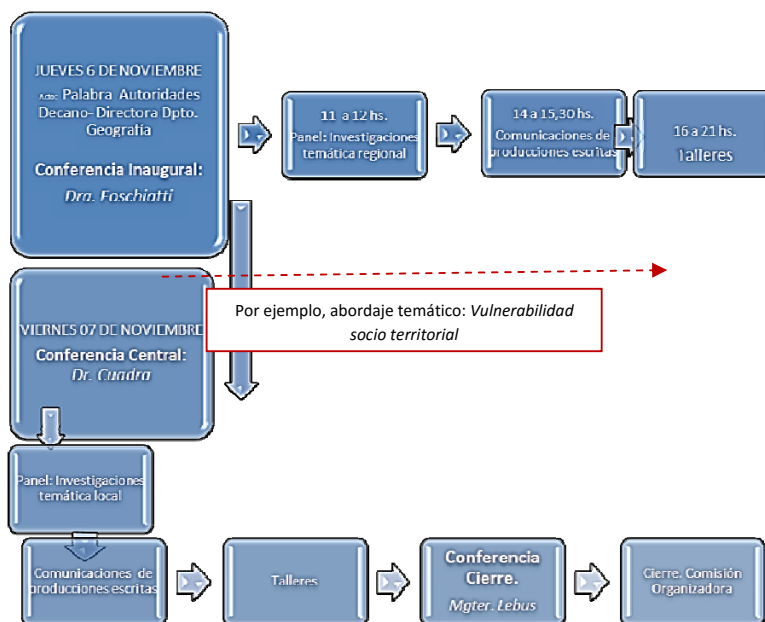 JUEVES 6 DE NOVIEMBRE
Acto: Palabra Autoridades
Decano- Directora Dpto.
Geografía
Conferencia Inaugural:
Dra. Foschiatti
11 a 12 hs.
Panel: Investigaciones
temática regional
14 a 15,30 hs.
Comunicaciones de
producciones escritas
16 a 21 hs.
Talleres
Por ejemplo, abordaje temático: Vulnerabilidad
socio territorial
VIERNES 07 DE NOVIEMBRE
Conferencia Central:
Dr. Cuadra
Panel: Investigaciones
temática local
Comunicaciones de
producciones escritas
Talleres
Conferencia
Cierre.
Mgter. Lebus
Cierre. Comisión
Organizadora